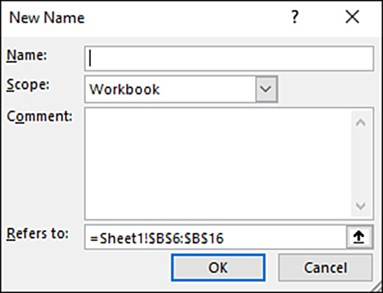 New Name ?
Name:
Scope: Workbook
Comment:
Refers to: =Sheet1!$B$6:$B$16
OK Cancel